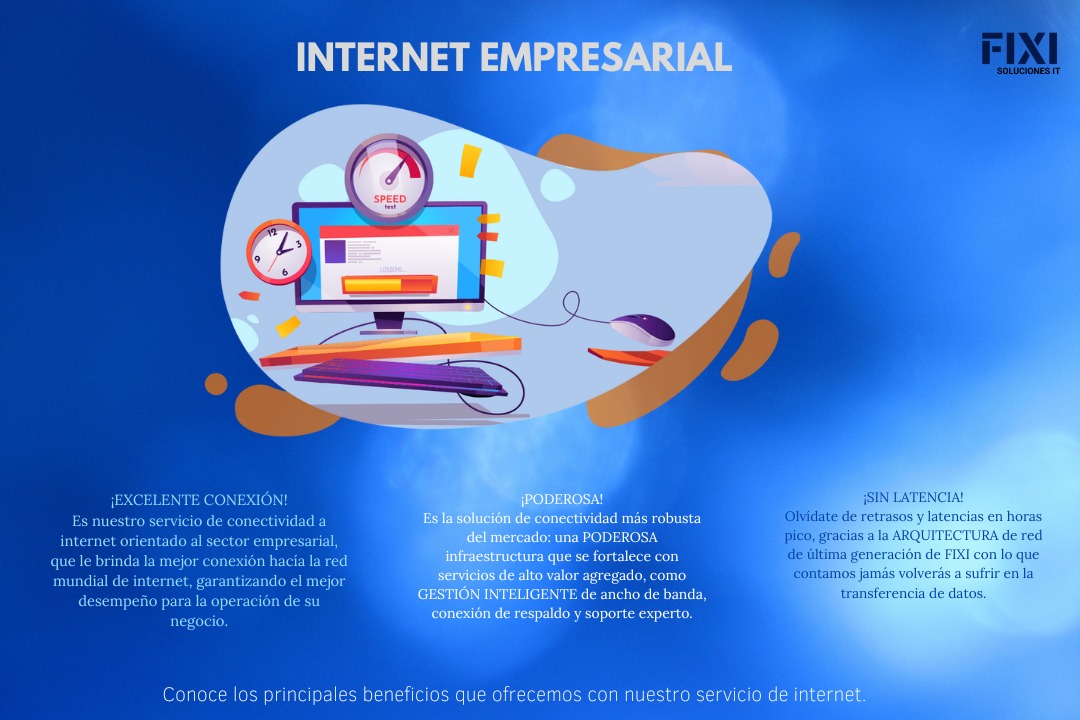 INTERNET EMPRESARIAL
FIXI
SOLUCIONES IT
12
3
6
9
SPEED
test
LOADING...
¡EXCELENTE CONEXIÓN!
Es nuestro servicio de conectividad a
internet orientado al sector empresarial,
que le brinda la mejor conexión hacía la red
mundial de internet, garantizando el mejor
desempeño para la operación de su
negocio.
¡PODEROSA!
Es la solución de conectividad más robusta
del mercado: una PODEROSA
infraestructura que se fortalece con
servicios de alto valor agregado, como
GESTIÓN INTELIGENTE de ancho de banda,
conexión de respaldo y soporte experto.
¡SIN LATENCIA!
Olvídate de retrasos y latencias en horas
pico, gracias a la ARQUITECTURA de red
de última generación de FIXI con lo que
contamos jamás volverás a sufrir en la
transferencia de datos.
Conoce los principales beneficios que ofrecemos con nuestro servicio de internet.